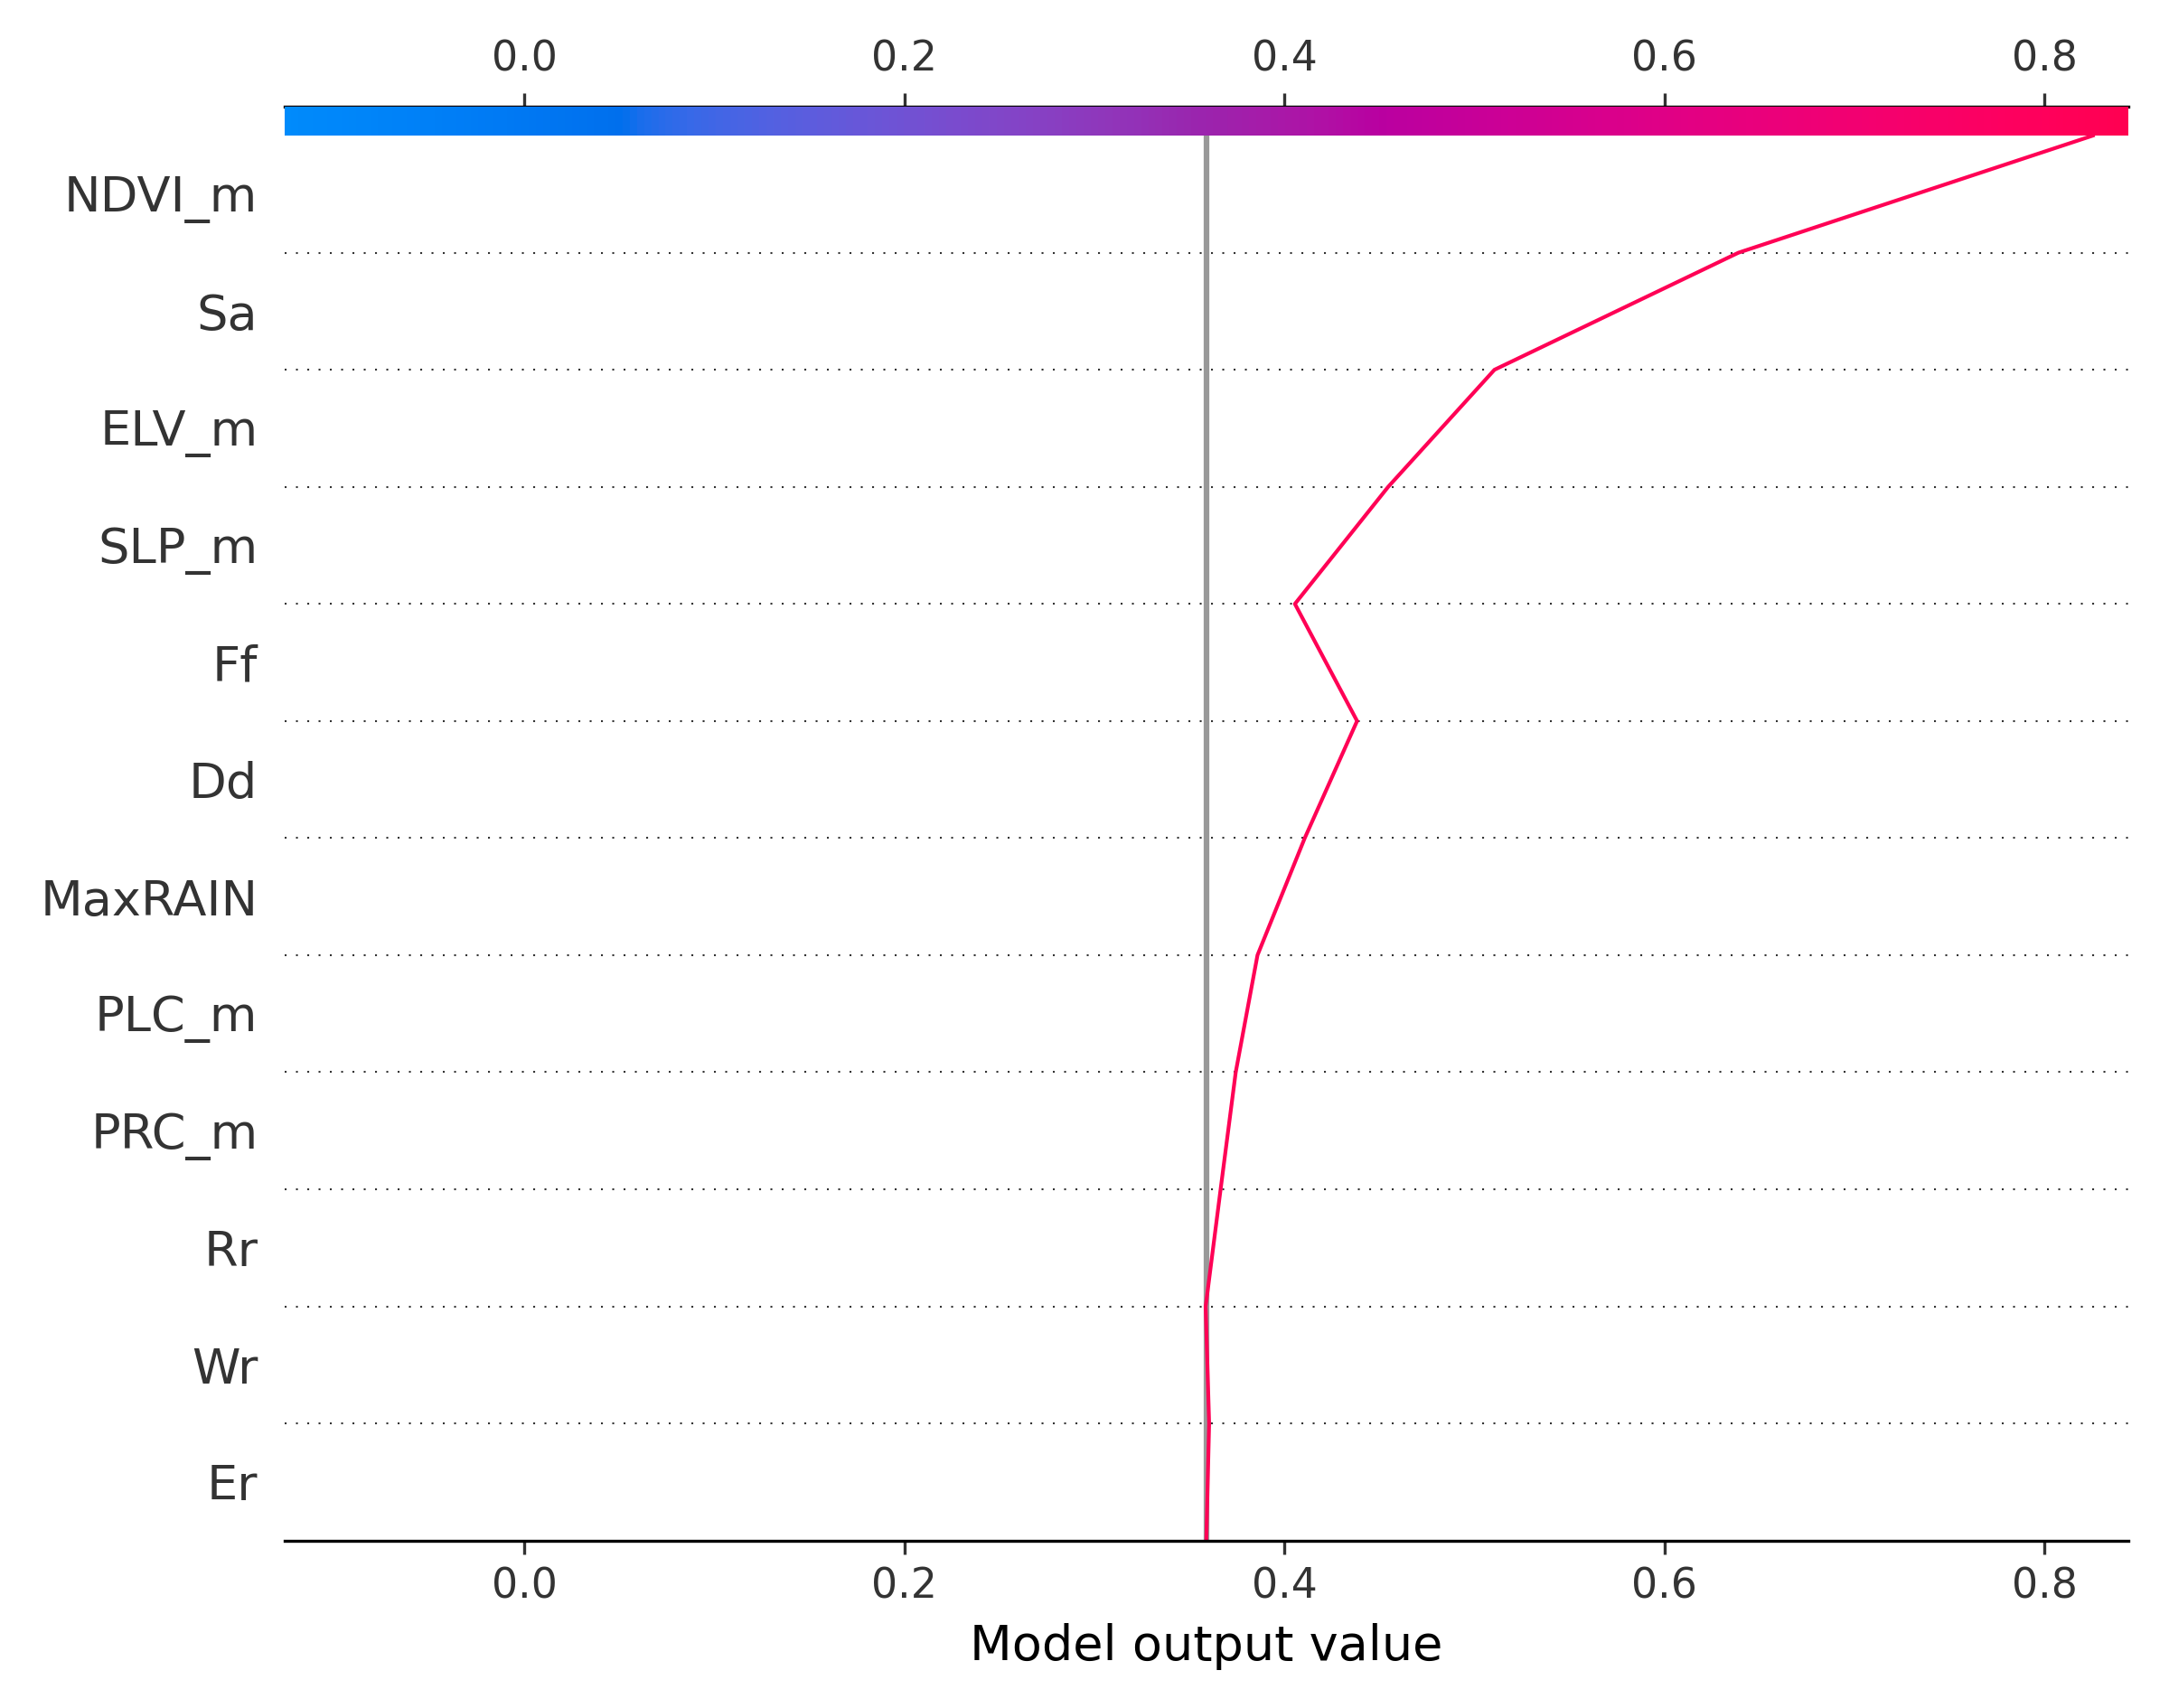 0.0 0.2 0.4 0.6 0.8
NDVI_m
Sa
ELV_m
SLP_m
Ff
Dd
MaxRAIN
PLC_m
PRC_m
Rr
Wr
Er
0.0 0.2 0.4 0.6 0.8
Model output value